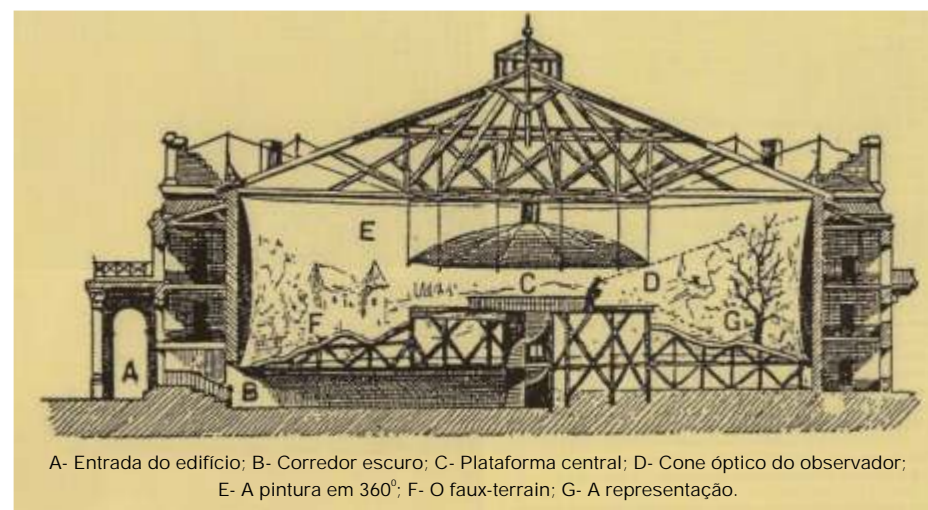 E
C
D
F
G
A
B
A- Entrada do edifício; B- Corredor escuro; C- Plataforma central; D- Cone óptico do observador;
E- A pintura em 360⁰; F- O faux-terrain; G- A representação.